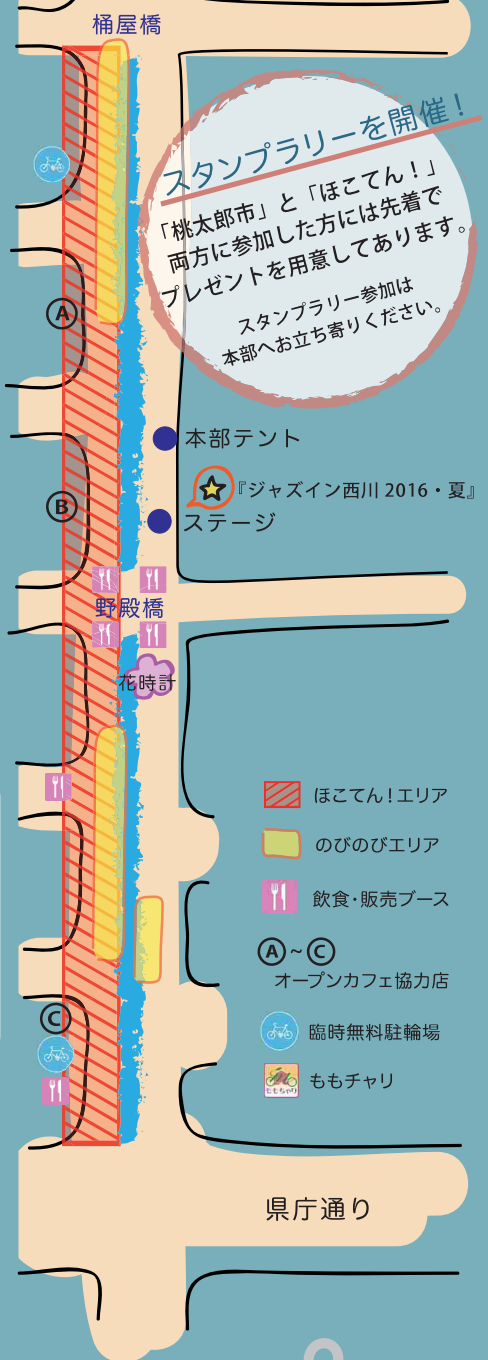 桶屋橋
スタンプラリーを開催！
「桃太郎市」と「ほこてん！」
両方に参加した方には先着で
プレゼントを用意してあります。
スタンプラリー参加は
本部へお立ち寄りください。
A
本部テント
『ジャズイン西川 2016・夏』
B
ステージ
野殿橋
花時計
ほこてん！エリア
のびのびエリア
飲食・販売ブース
A～C
オープンカフェ協力店
C
臨時無料駐輪場
ももちゃり
ももチャリ
県庁通り